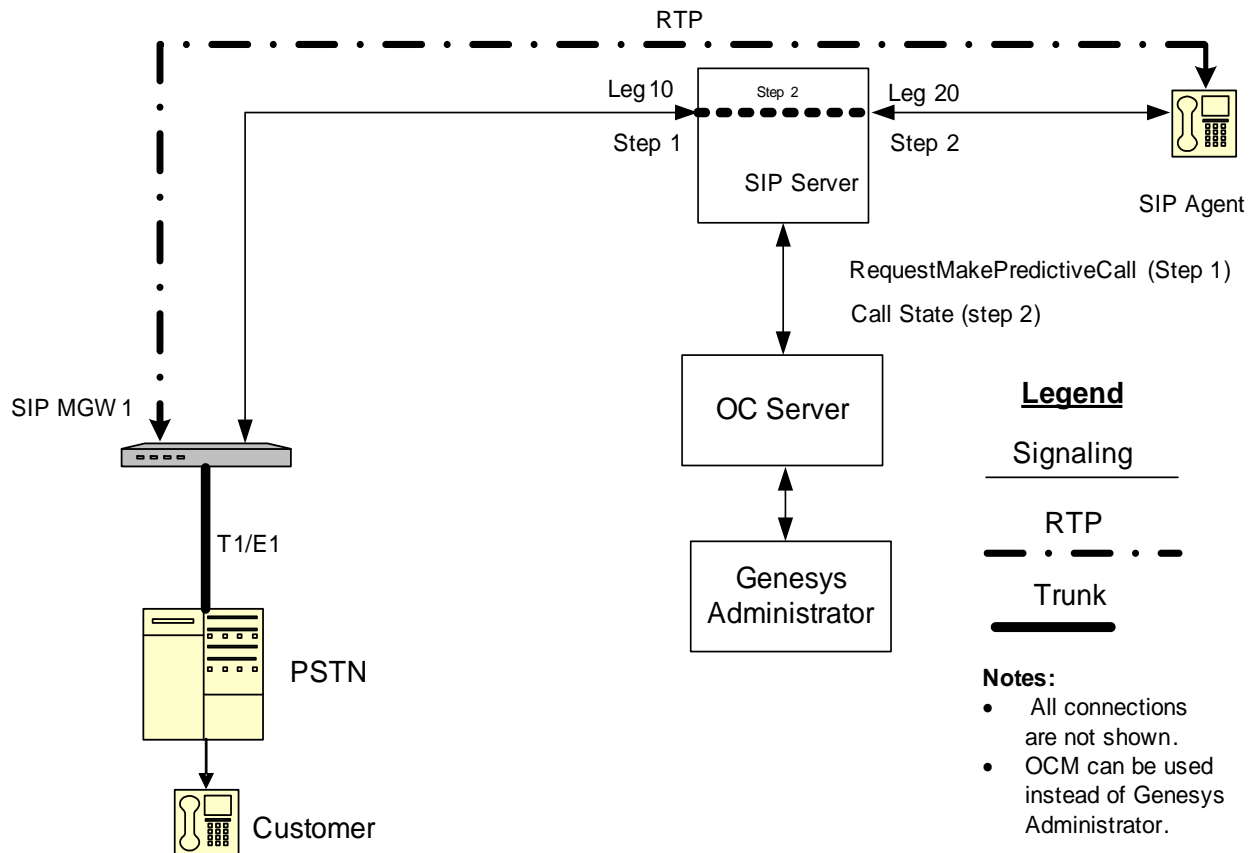 RTP
Leg 10
Step 2
Leg 20
Step 1
Step 2
SIP Server
SIP Agent
RequestMakePredictiveCall (Step 1)
Call State (step 2)
SIP MGW 1
OC Server
Legend
Signaling
RTP
T1/E1
Genesys
Administrator
Trunk
PSTN
Notes:
• All connections
are not shown.
• OCM can be used
instead of Genesys
Administrator.
Customer